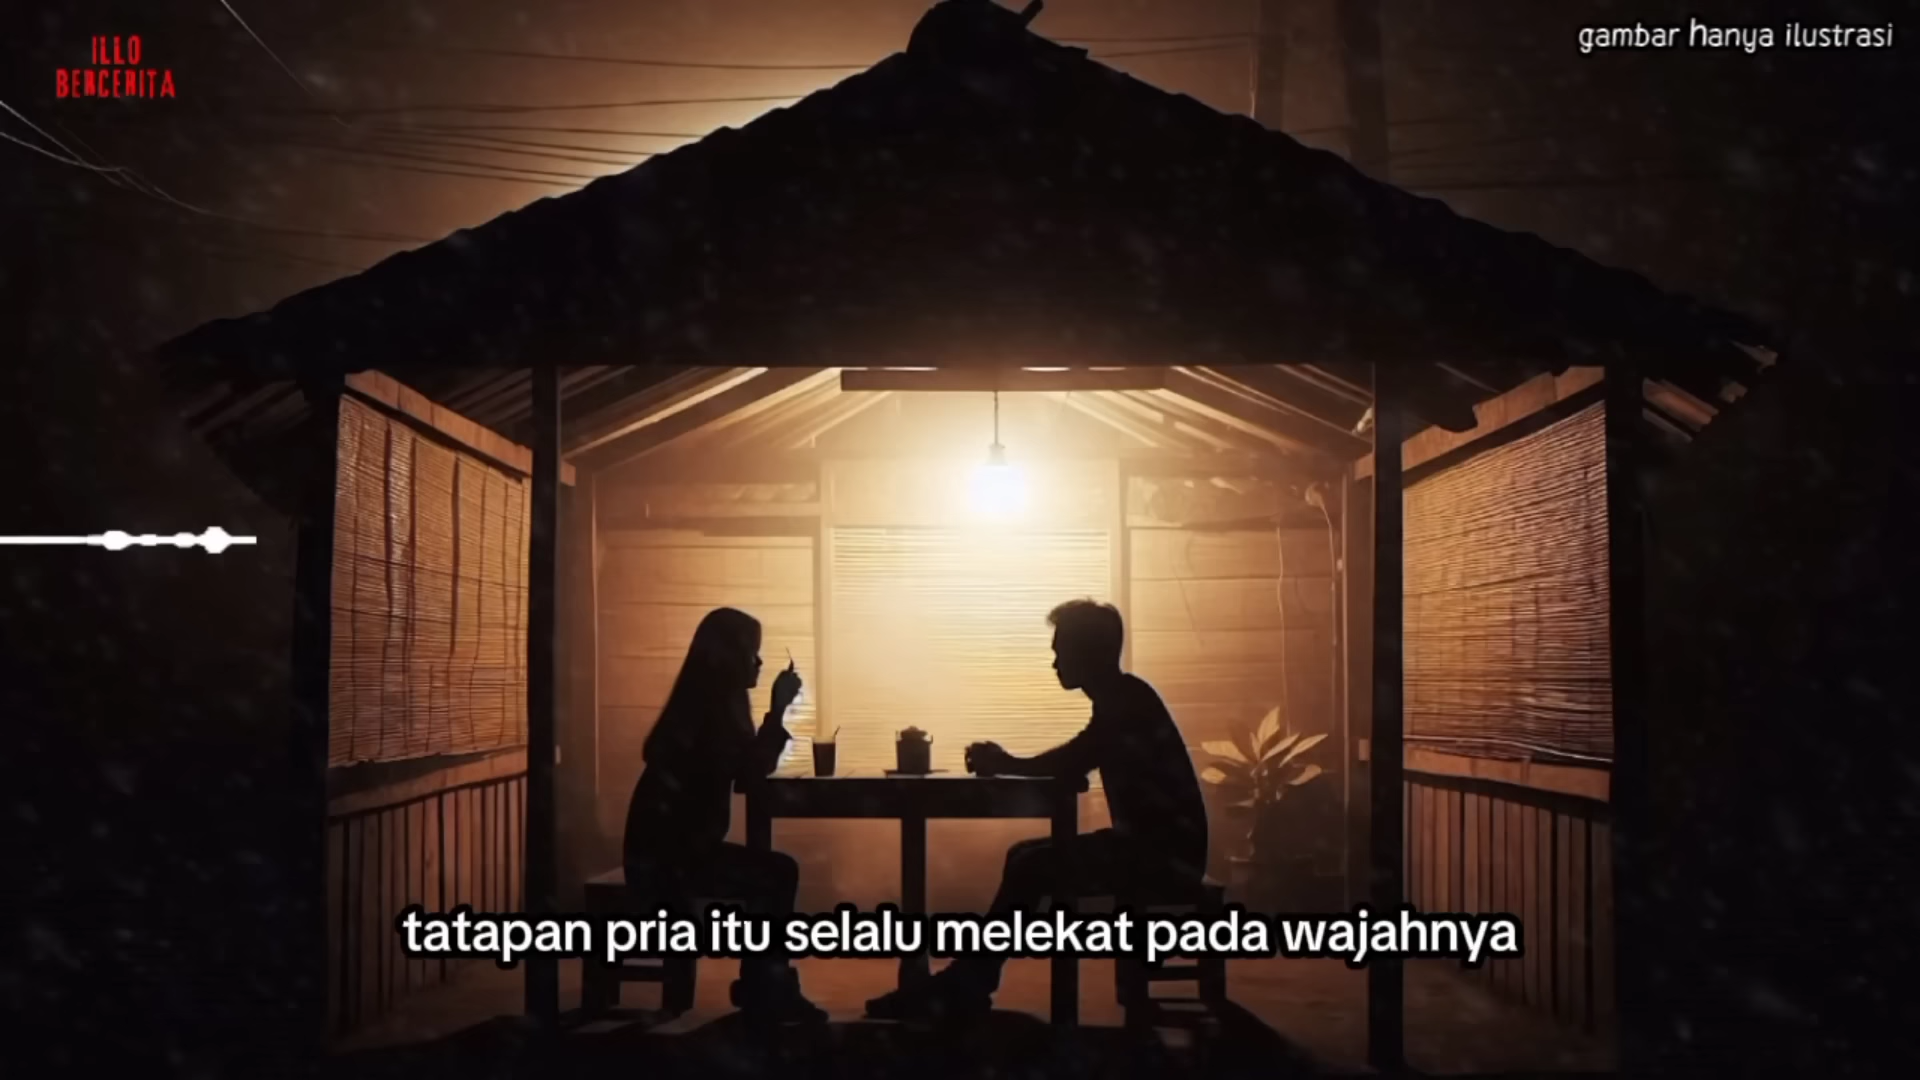 ILLO
BERCERITA
gambar hanya ilustrasi
tatapan pria itu selalu melekat pada wajahnya